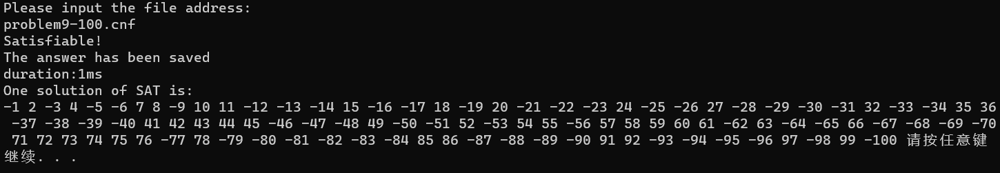 Please input the file address:
problem9-100.cnf
Satisfiable!
The answer has been saved
duration:1ms
One solution of SAT is:
-1 2 -3 4 -5 -6 7 8 -9 10 11 -12 -13 -14 15 -16 -17 18 -19 20 -21 -22 -23 24 -25 -26 27 -28 -29 -30 -31 32 -33 -34 35 36
-37 -38 -39 -40 41 42 43 44 45 -46 -47 -48 49 -50 -51 52 -53 54 55 -56 57 58 59 60 61 -62 63 -64 -65 66 -67 -68 -69 -70
71 72 73 74 75 76 -77 78 -79 -80 -81 -82 -83 -84 85 86 -87 -88 -89 -90 91 92 -93 -94 -95 -96 97 -98 99 -100 请按任意键
继续. . .